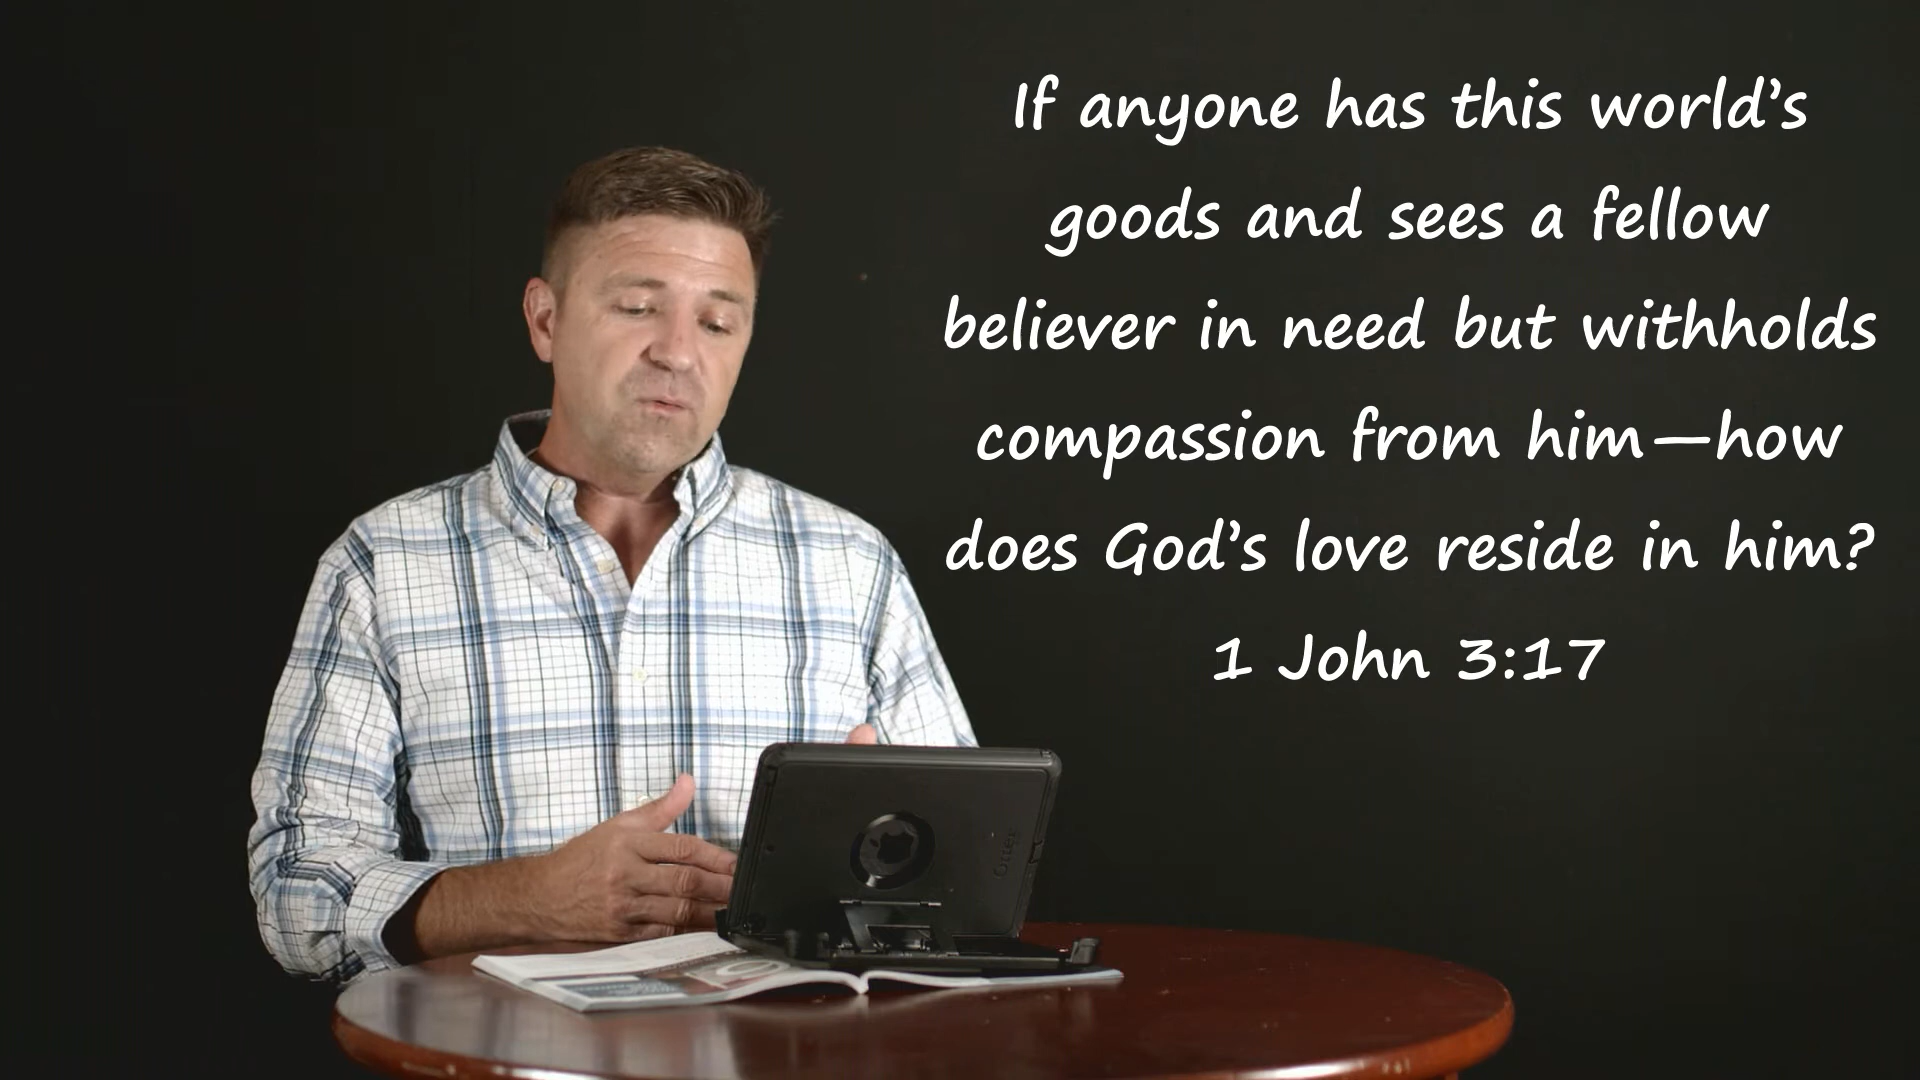 If anyone has this world’s
goods and sees a fellow
believer in need but withholds
compassion from him—how
does God’s love reside in him?
1 John 3:17
Otter